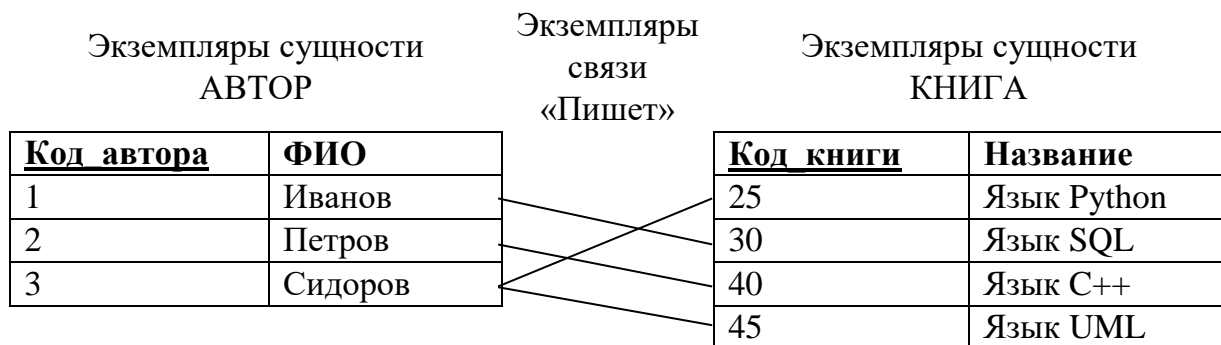 Экземпляры сущности
АВТОР
Экземпляры
связи
«Пишет»
Экземпляры сущности
КНИГА
Код_автора ФИО
1 Иванов
2 Петров
3 Сидоров
Код_книги Название
25 Язык Python
30 Язык SQL
40 Язык C++
45 Язык UML